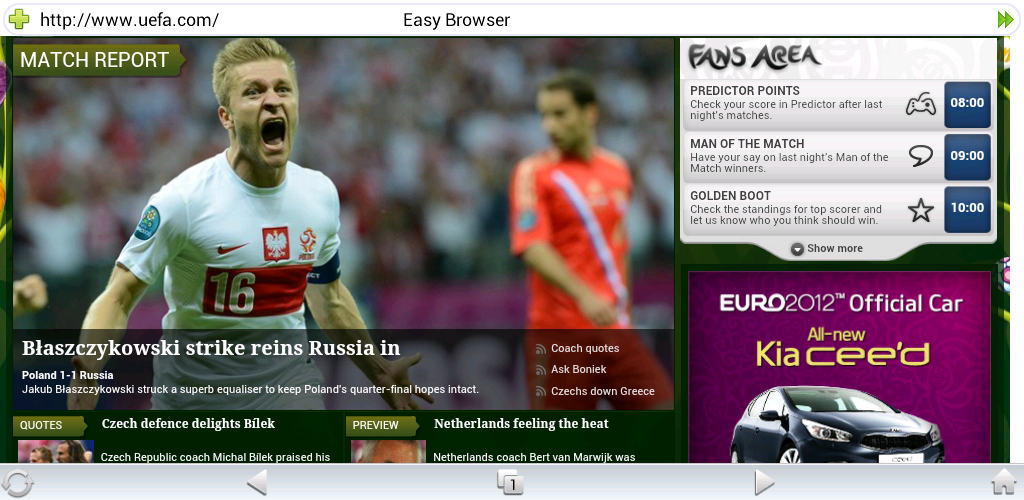 http://www.uefa.com/
Easy Browser
MATCH REPORT
16
POLSKA
Błaszczykowski strike reins Russia in
Poland 1-1 Russia
Jakub Błaszczykowski struck a superb equaliser to keep Poland's quarter-final hopes intact.
Coach quotes
Ask Boniek
Czechs down Greece
QUOTES
Czech defence delights Bílek
Czech Republic coach Michal Bílek praised his
PREVIEW
Netherlands feeling the heat
Netherlands coach Bert van Marwijk was
FANS AREA
PREDICTOR POINTS
Check your score in Predictor after last
night's matches.
08:00
MAN OF THE MATCH
Have your say on last night's Man of the
Match winners.
09:00
GOLDEN BOOT
Check the standings for top scorer and
let us know who you think should win.
10:00
Show more
EURO2012™ Official Car
All-new
Kia cee'd
1